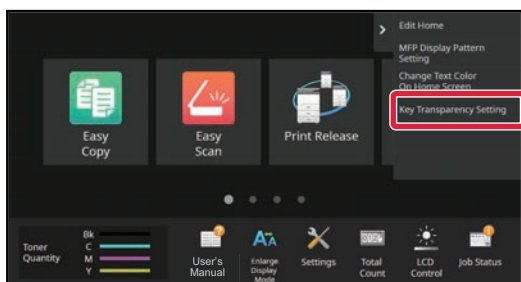 Edit Home
MFP Display Pattern
Setting
Change Text Color
On Home Screen
Key Transparency Setting
Easy
Copy
Easy
Scan
Print Release
Toner
Quantity
Bk
C
M
Y
User's
Manual
Enlarge
Display
Mode
Settings
Total
Count
LCD
Control
Job Status